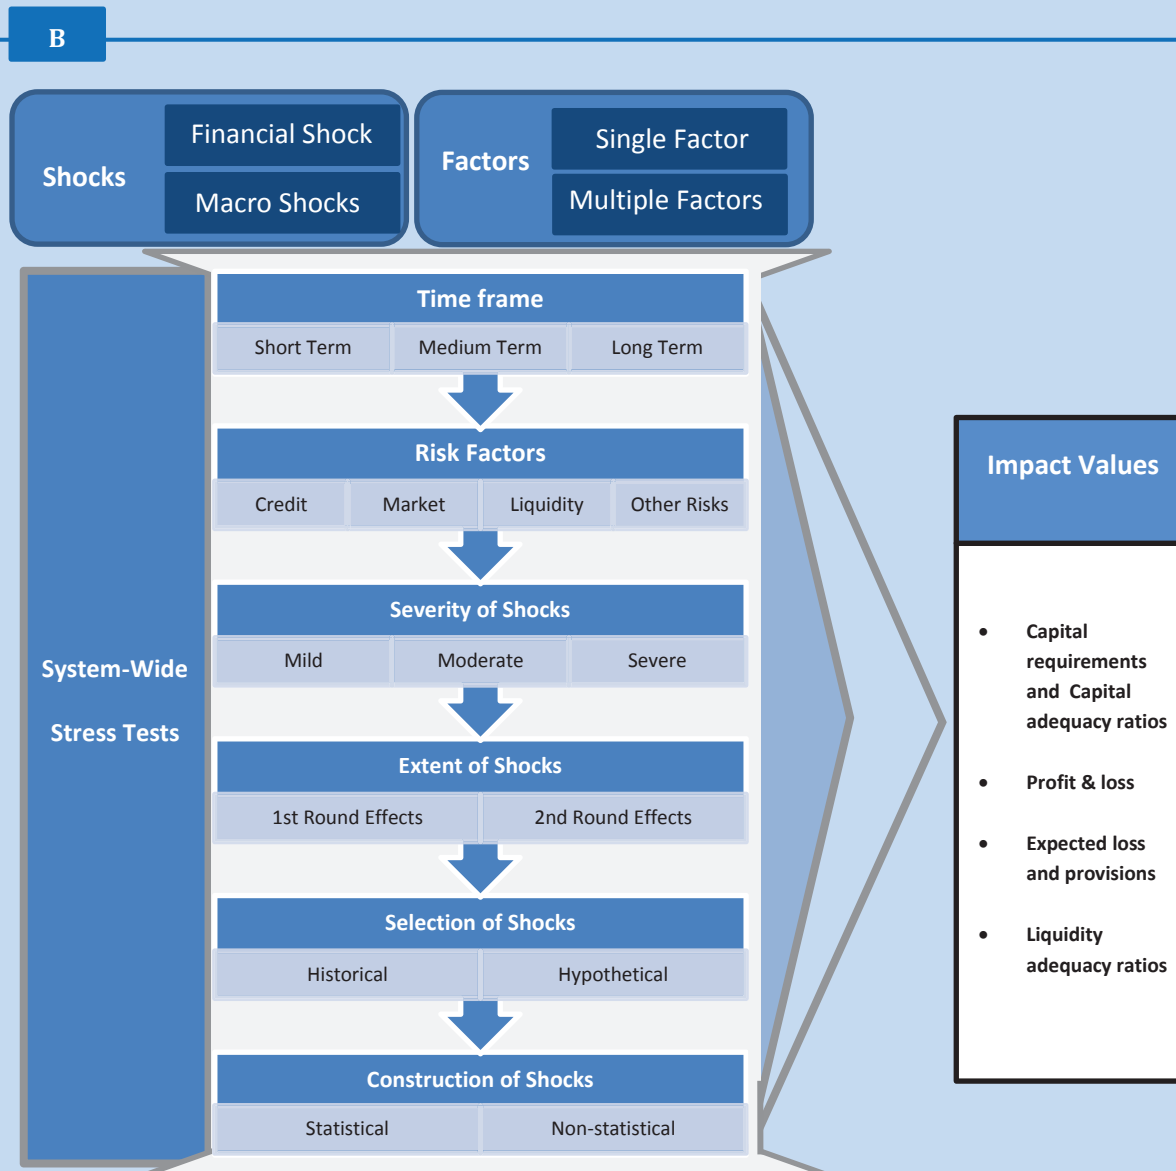 B
Shocks
Financial Shock
Macro Shocks
Factors
Single Factor
Multiple Factors
System-Wide
Stress Tests
Time frame
Short Term
Medium Term
Long Term
Risk Factors
Credit
Market
Liquidity
Other Risks
Severity of Shocks
Mild
Moderate
Severe
Extent of Shocks
1st Round Effects
2nd Round Effects
Selection of Shocks
Historical
Hypothetical
Construction of Shocks
Statistical
Non-statistical
Impact Values
• Capital
requirements
and Capital
adequacy ratios
• Profit & loss
• Expected loss
and provisions
• Liquidity
adequacy ratios